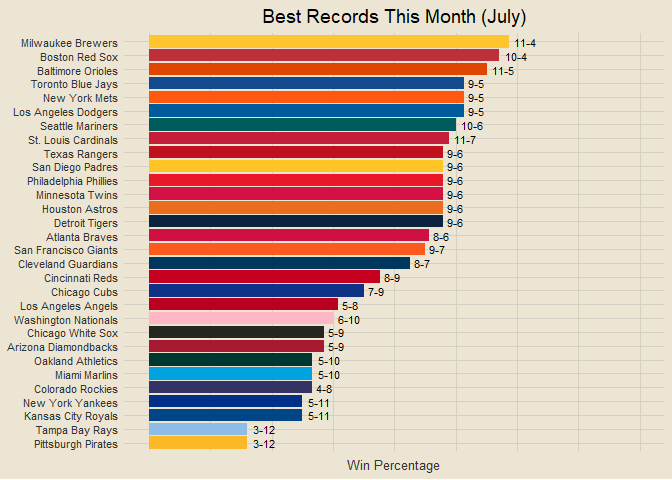 Best Records This Month (July)
Milwaukee Brewers 11-4
Boston Red Sox 10-4
Baltimore Orioles 11-5
Toronto Blue Jays 9-5
New York Mets 9-5
Los Angeles Dodgers 9-5
Seattle Mariners 10-6
St. Louis Cardinals 11-7
Texas Rangers 9-6
San Diego Padres 9-6
Philadelphia Phillies 9-6
Minnesota Twins 9-6
Houston Astros 9-6
Detroit Tigers 9-6
Atlanta Braves 8-6
San Francisco Giants 9-7
Cleveland Guardians 8-7
Cincinnati Reds 8-9
Chicago Cubs 7-9
Los Angeles Angels 5-8
Washington Nationals 6-10
Chicago White Sox 5-9
Arizona Diamondbacks 5-9
Oakland Athletics 5-10
Miami Marlins 5-10
Colorado Rockies 4-8
New York Yankees 5-11
Kansas City Royals 5-11
Tampa Bay Rays 3-12
Pittsburgh Pirates 3-12
Win Percentage